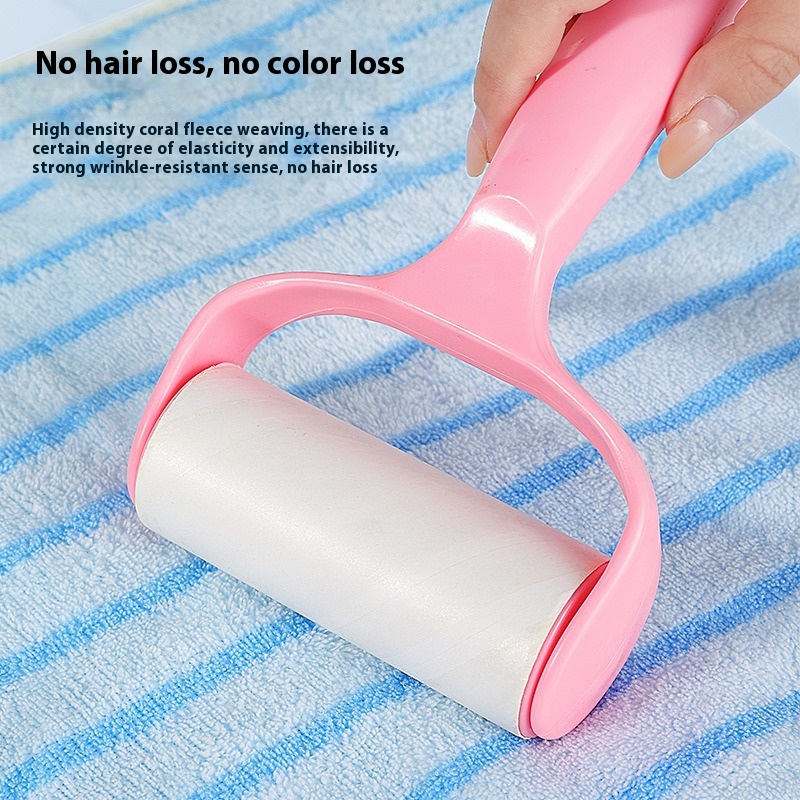 No hair loss, no color loss
High density coral fleece weaving, there is a
certain degree of elasticity and extensibility,
strong wrinkle-resistant sense, no hair loss